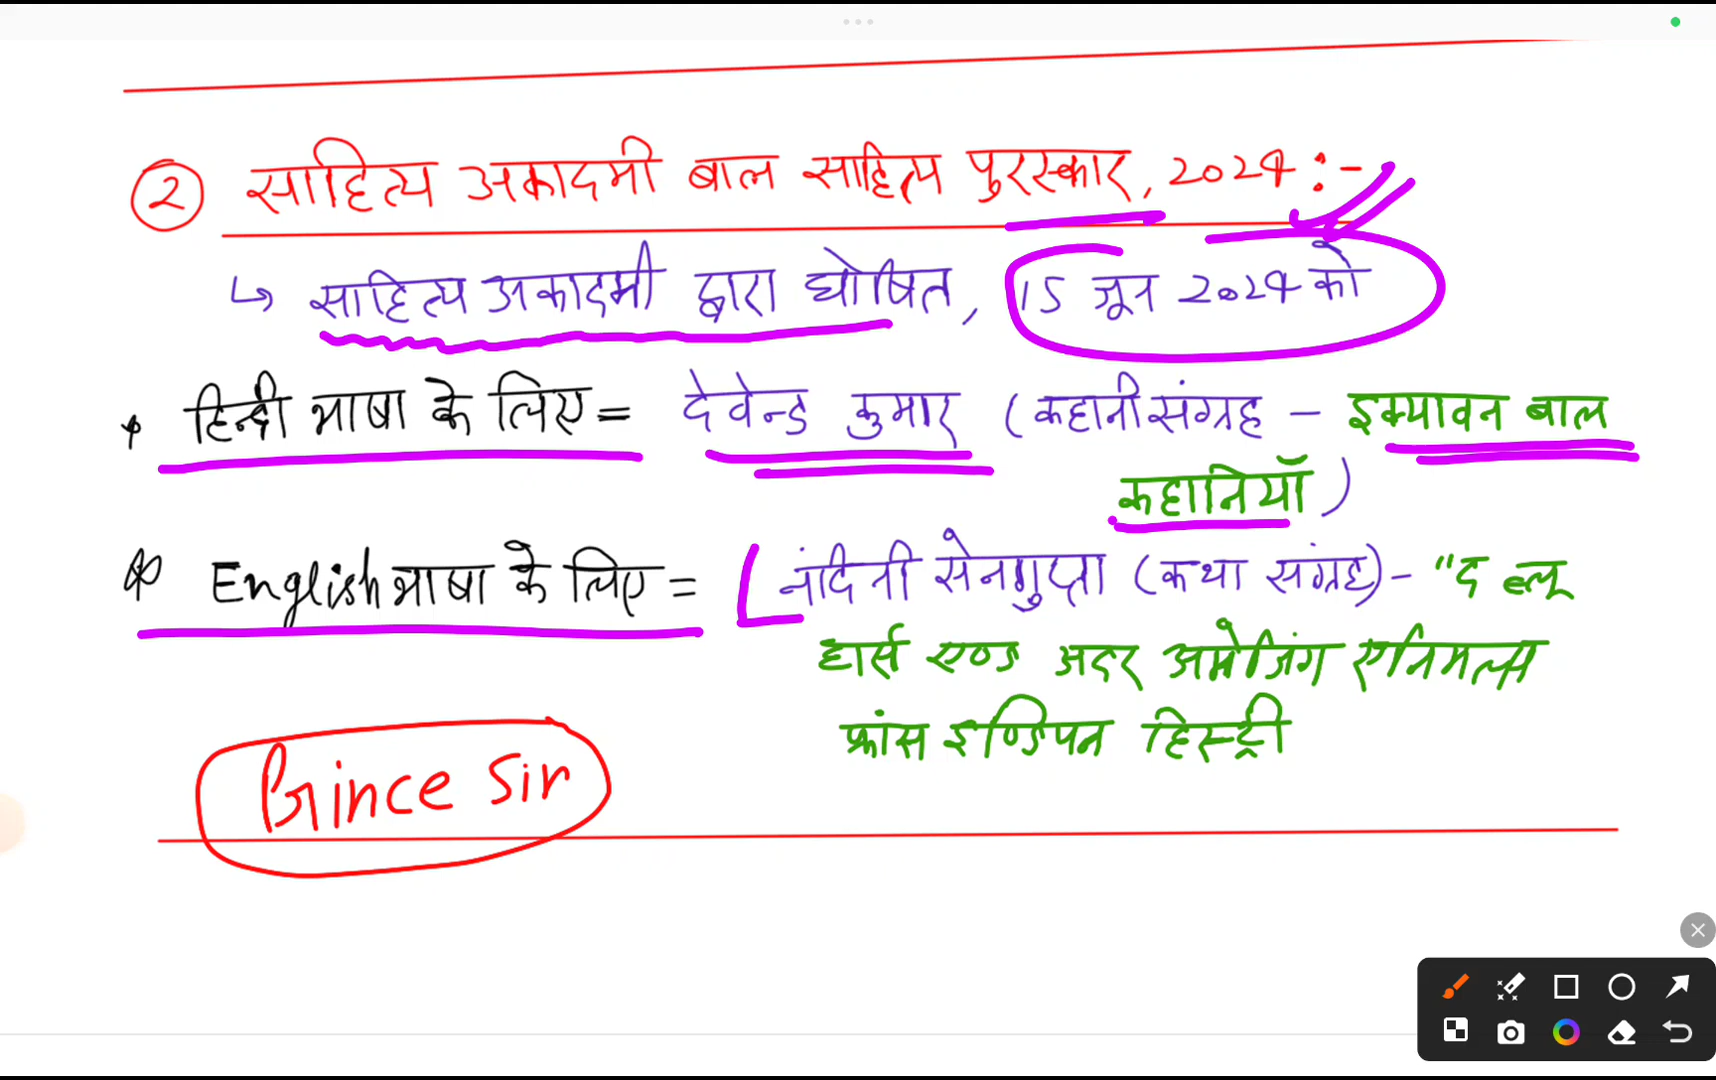 ② साहित्य अकादमी बाल साहित्य पुरस्कार, 2024 :-
↳ साहित्य अकादमी द्वारा घोषित, 15 जून 2024 को
* हिन्दी भाषा के लिए = देवेन्ड कुमार (कहानी संग्रह - इक्यावन बाल
कहानियाँ)
* English भाषा के लिए = नंदिनी सेनगुप्ता (कथा संग्रह) - "द ब्लू
हार्स एण्ड अदर अमेजिंग एनिमल्स
फ्रांस इण्डियन हिस्ट्री
Prince Sir